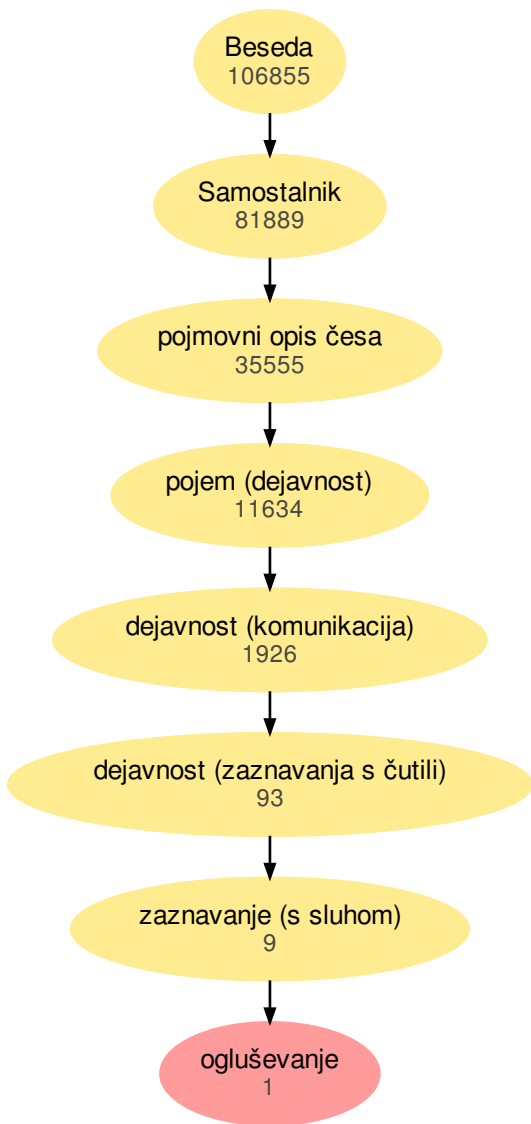 Beseda
106855
Samostalnik
81889
pojmovni opis česa
35555
pojem (dejavnost)
11634
dejavnost (komunikacija)
1926
dejavnost (zaznavanja s čutili)
93
zaznavanje (s sluhom)
9
ogluševanje
1